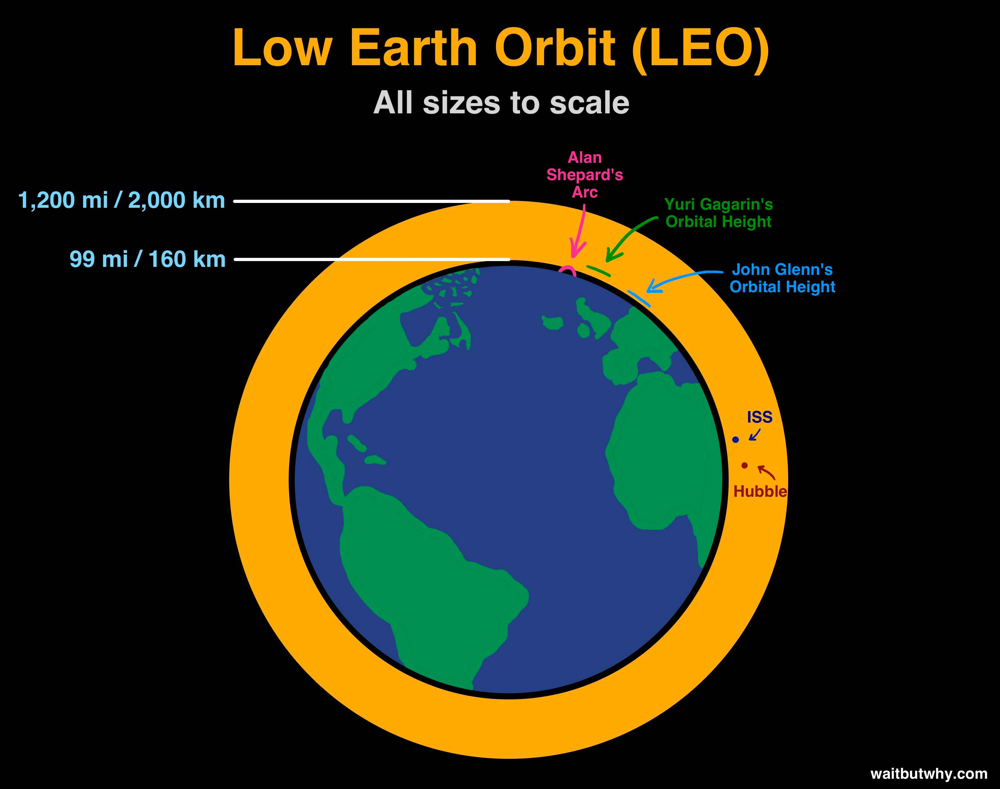 Low Earth Orbit (LEO)
All sizes to scale
Alan
Shepard's
Arc
1,200 mi / 2,000 km
Yuri Gagarin's
Orbital Height
99 mi / 160 km
John Glenn's
Orbital Height
ISS
Hubble
waitbutwhy.com